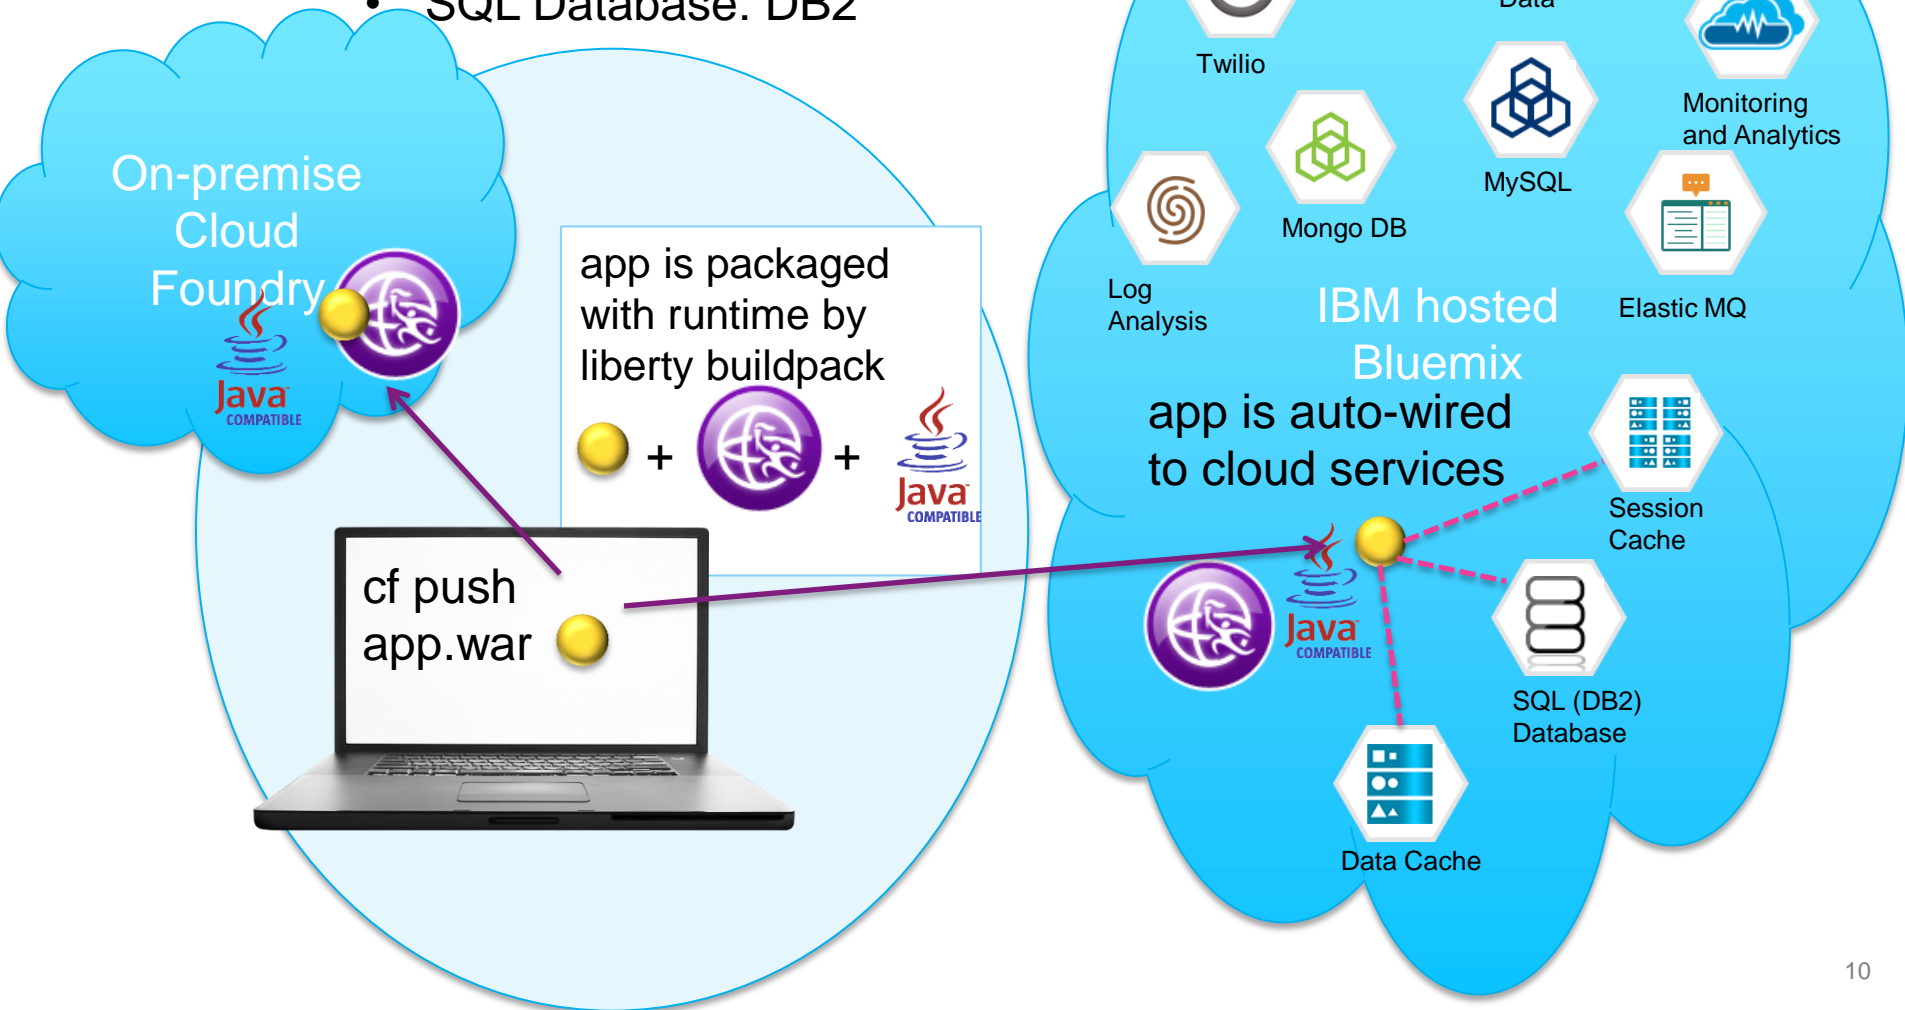 • SQL Database: DB2
On-premise
Cloud
Foundry
Java
COMPATIBLE
app is packaged
with runtime by
liberty buildpack
+
+
Java
COMPATIBLE
cf push
app.war
Data
Twilio
Monitoring
and Analytics
MySQL
Mongo DB
Log
Analysis
Elastic MQ
IBM hosted
Bluemix
app is auto-wired
to cloud services
Session
Cache
Java
COMPATIBLE
SQL (DB2)
Database
Data Cache
10